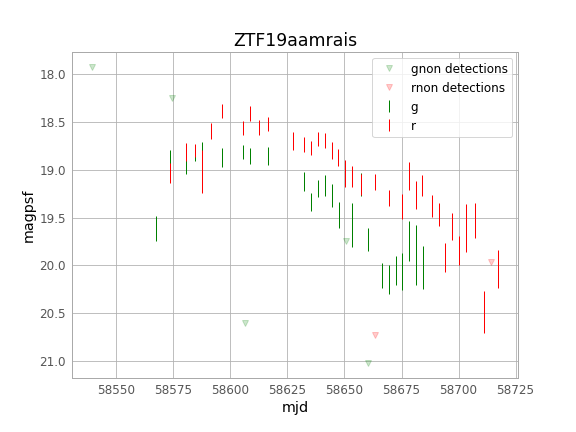 ZTF19aamrais
gnon detections
rnon detections
g
r
magpsf
18.0
18.5
19.0
19.5
20.0
20.5
21.0
58550 58575 58600 58625 58650 58675 58700 58725
mjd